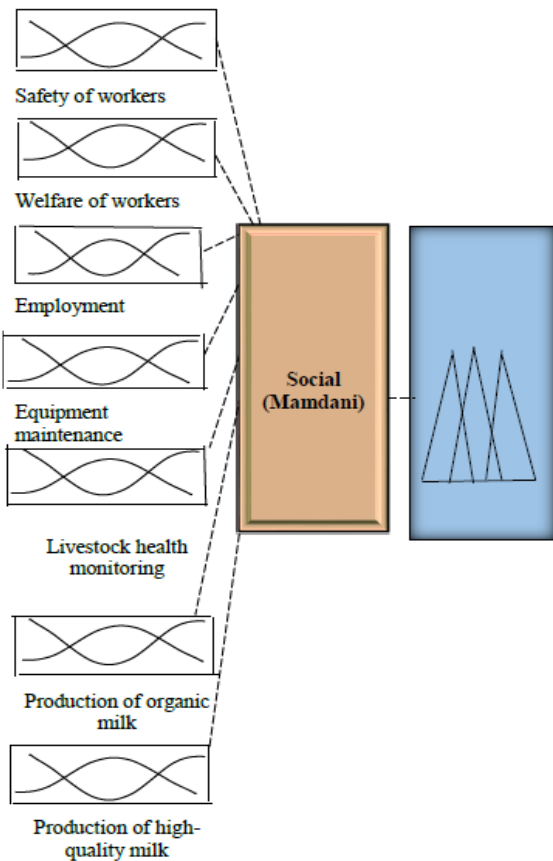 Safety of workers
Welfare of workers
Employment
Equipment
maintenance
Social
(Mamdani)
Livestock health
monitoring
Production of organic
milk
Production of high-
quality milk